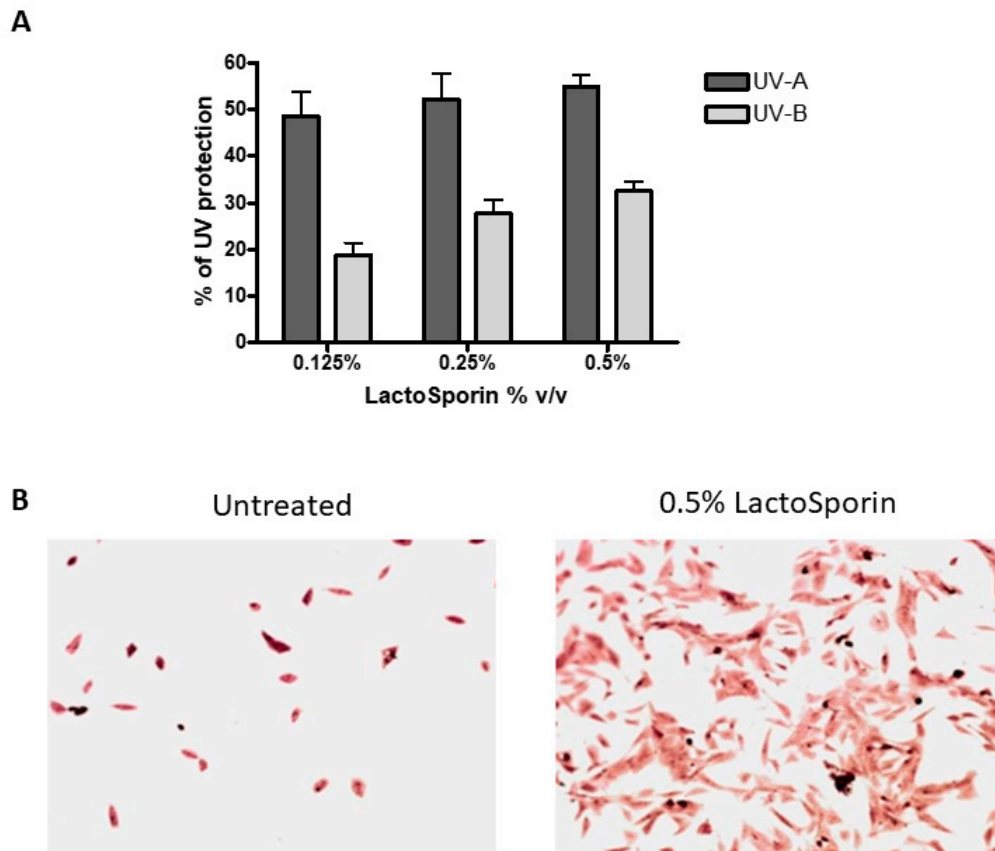 A
60
50
40
30
20
10
0
% of UV protection
UV-A
UV-B
0.125% 0.25% 0.5%
LactoSporin % v/v
B
Untreated
0.5% LactoSporin